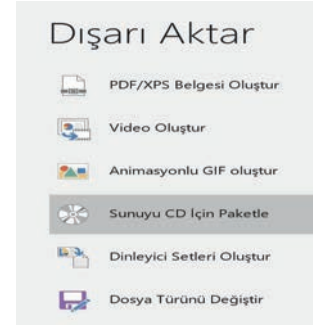 Dışarı Aktar
PDF/XPS Belgesi Oluştur
Video Oluştur
Animasyonlu GIF oluştur
Sunuyu CD İçin Paketle
Dinleyici Setleri Oluştur
Dosya Türünü Değiştir